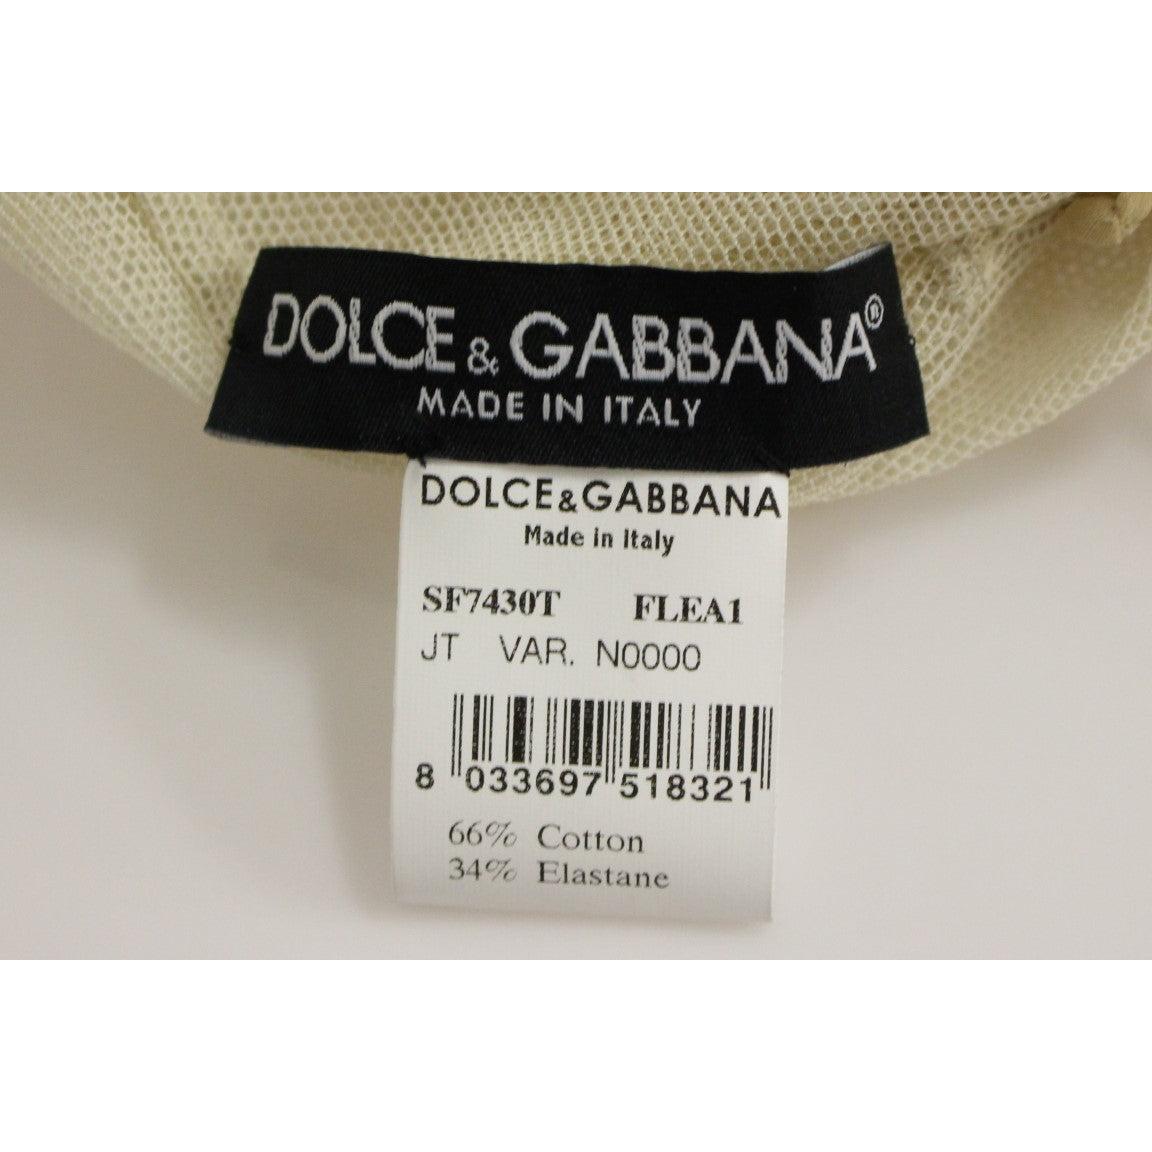 DOLCE & GABBANA®
MADE IN ITALY
DOLCE&GABBANA
Made in Italy
SF7430T FLEA1
JT VAR. N0000
8 033697 518321
66% Cotton
34% Elastane